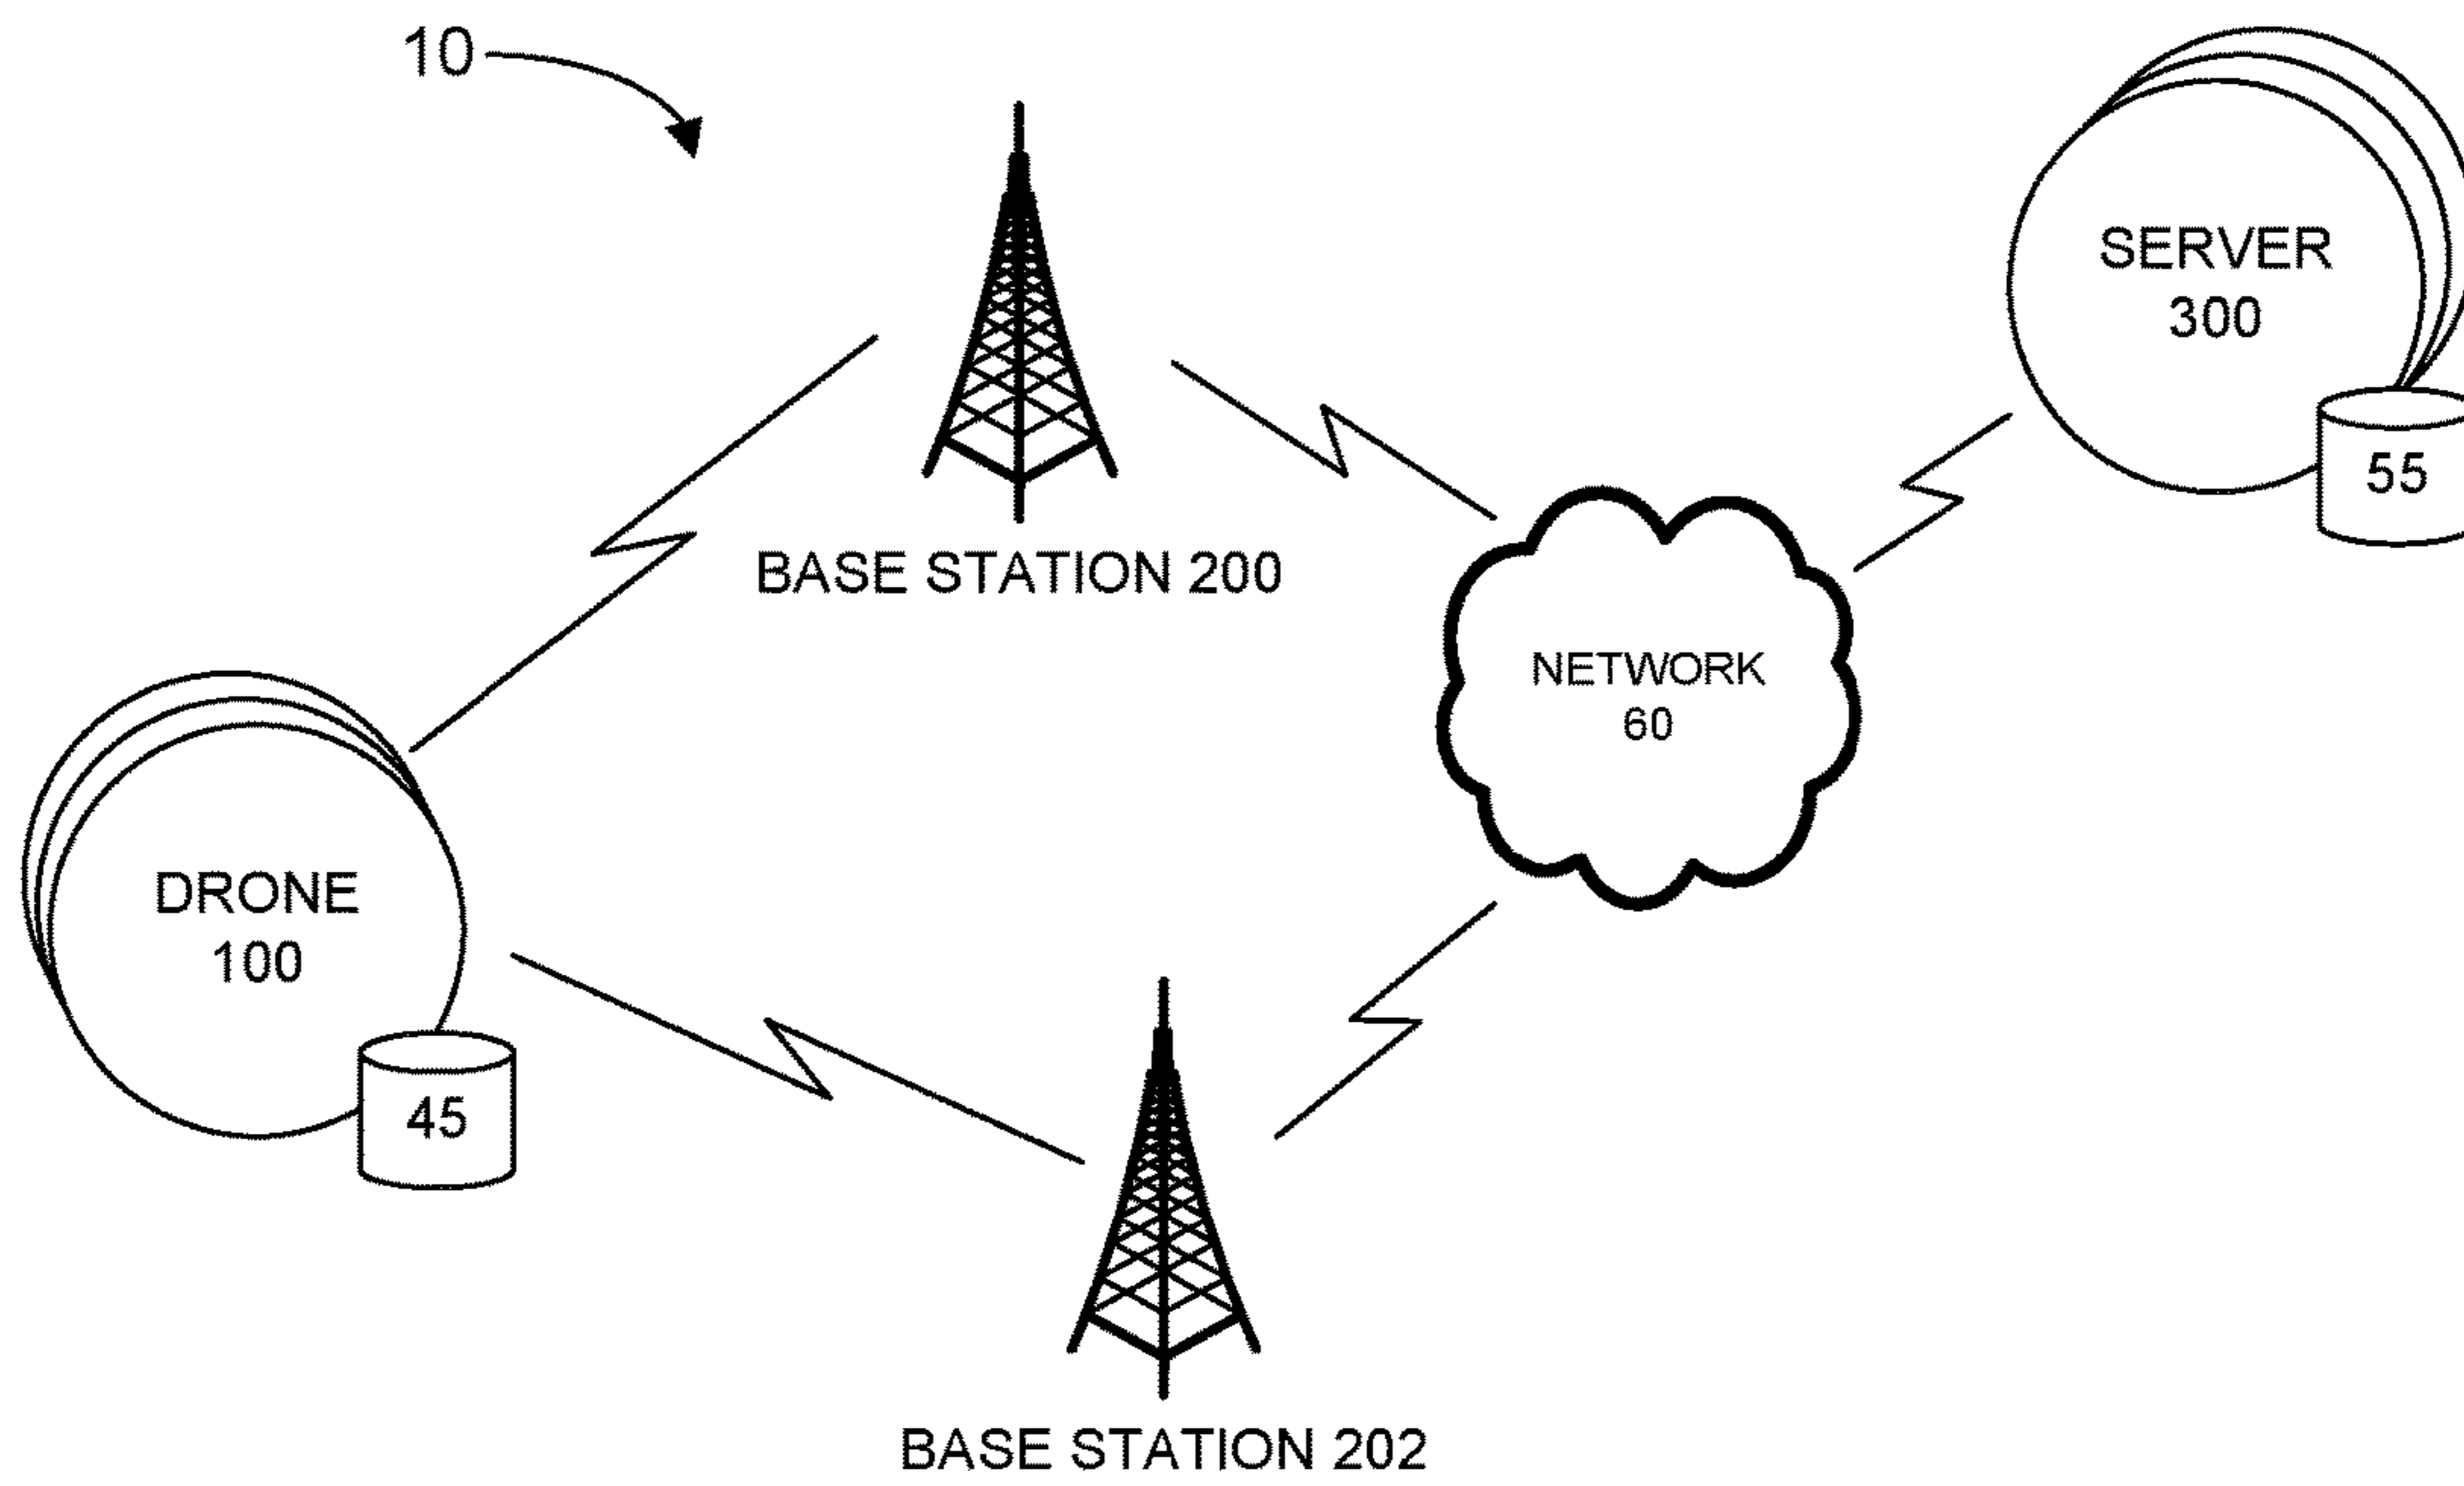 10
SERVER
300
55
BASE STATION 200
NETWORK
60
DRONE
100
45
BASE STATION 202